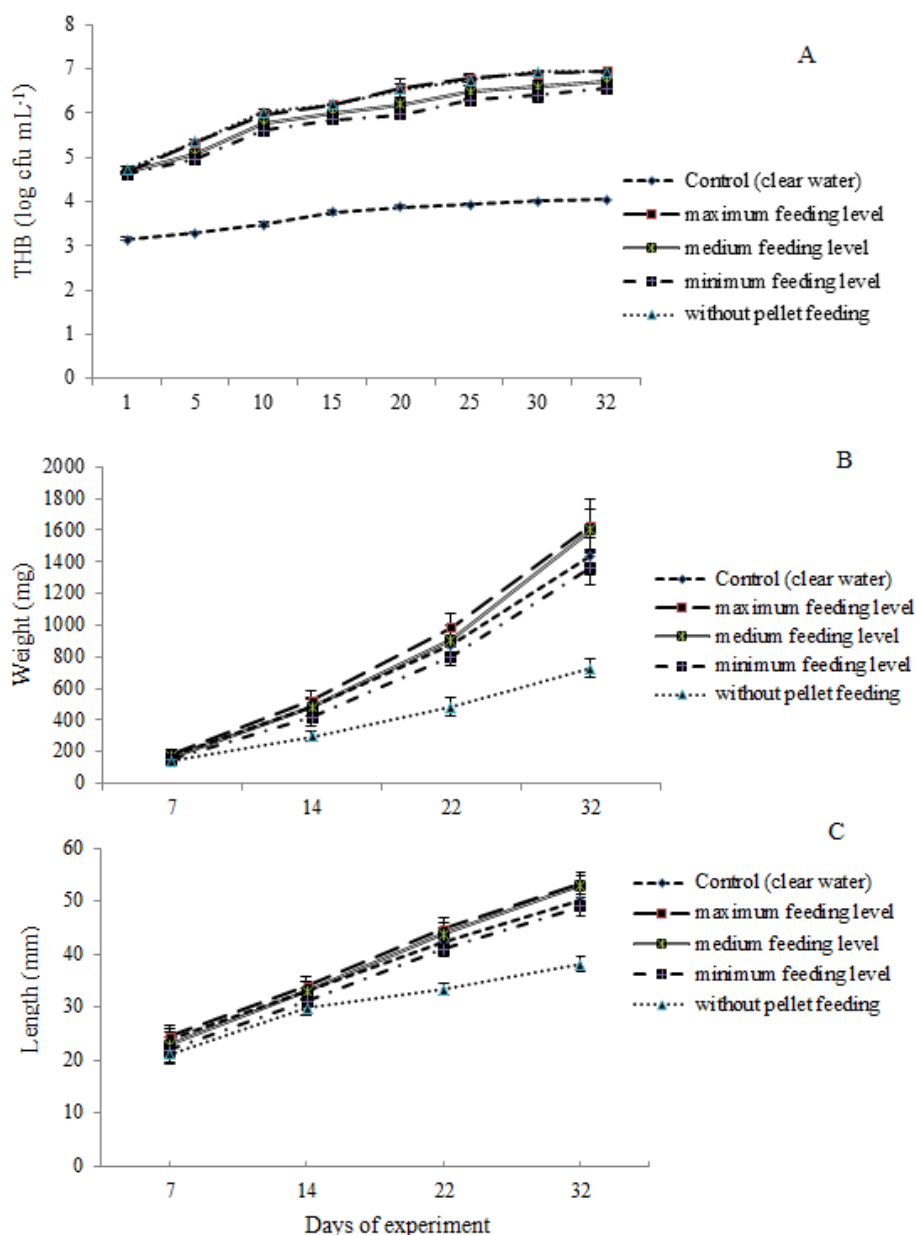 A
8
7
6
5
4
3
2
1
0
THB (log cfu mL⁻¹)
1 5 10 15 20 25 30 32
Control (clear water)
maximum feeding level
medium feeding level
minimum feeding level
without pellet feeding
B
2000
1800
1600
1400
1200
1000
800
600
400
200
0
Weight (mg)
7 14 22 32
Control (clear water)
maximum feeding level
medium feeding level
minimum feeding level
without pellet feeding
C
60
50
40
30
20
10
0
Length (mm)
7 14 22 32
Control (clear water)
maximum feeding level
medium feeding level
minimum feeding level
without pellet feeding
Days of experiment